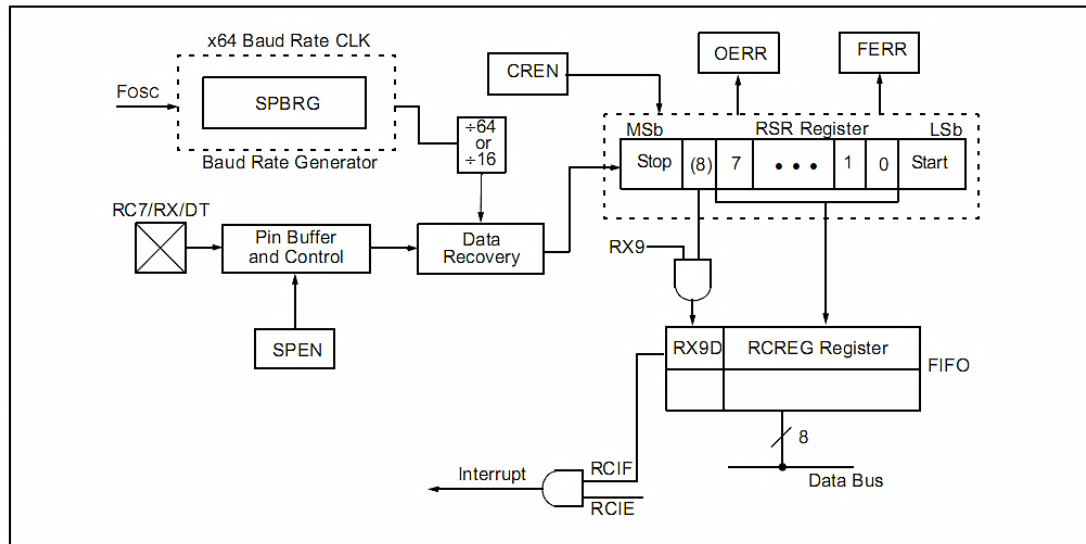 x64 Baud Rate CLK
Fosc
SPBRG
Baud Rate Generator
÷64
or
÷16
CREN
OERR
FERR
MSb
RSR Register
LSb
Stop
(8)
7
• • •
1
0
Start
RC7/RX/DT
Pin Buffer
and Control
Data
Recovery
SPEN
RX9
RX9D
RCREG Register
FIFO
8
Data Bus
Interrupt
RCIF
RCIE